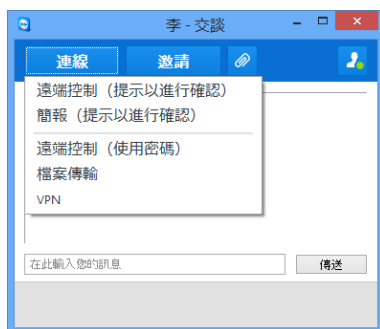 李 - 交談
連線 邀請
遠端控制（提示以進行確認）
簡報（提示以進行確認）
遠端控制（使用密碼）
檔案傳輸
VPN
在此輸入您的訊息 傳送